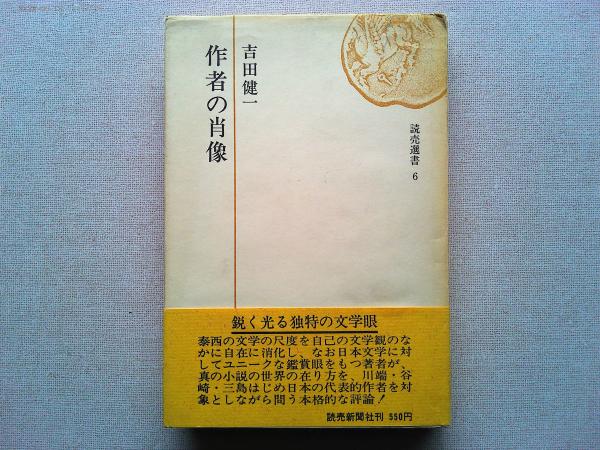 吉田健一
作者の肖像
読売選書 6
鋭く光る独特の文学眼
泰西の文学の尺度を自己の文学観のな
かに自在に消化し、なお日本文学に対
してユニークな鑑賞眼をもつ著者が、
真の小説の世界の在り方を、川端・谷
崎・三島はじめ日本の代表的作者を対
象としながら問う本格的な評論!
読売新聞社刊 550円